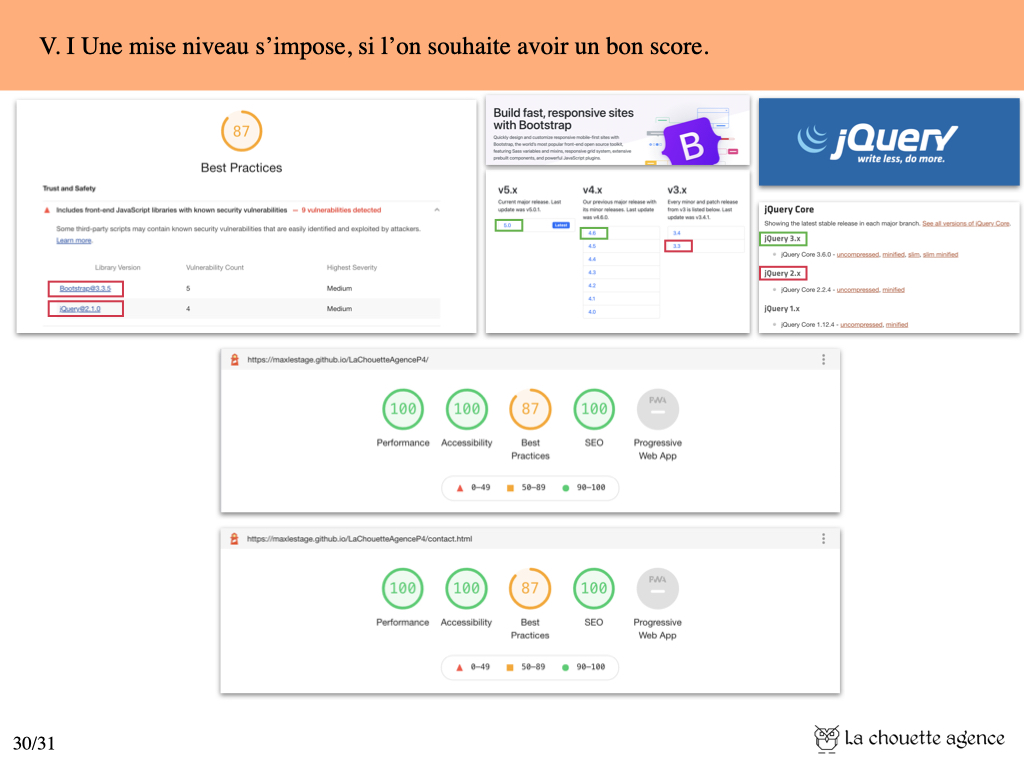 V. I Une mise niveau s’impose, si l’on souhaite avoir un bon score.
87
Best Practices
Trust and Safety
Includes front-end JavaScript libraries with known security vulnerabilities — 9 vulnerabilities detected
Some third-party scripts may contain known security vulnerabilities that are easily identified and exploited by attackers.
Learn more.
Library Version Vulnerability Count Highest Severity
Bootstrap@3.3.5 5 Medium
jQuery@2.1.0 4 Medium
Build fast, responsive sites
with Bootstrap
Quickly design and customize responsive mobile-first sites with
Bootstrap, the world's most popular front-end open source toolkit,
featuring Sass variables and mixins, responsive grid system, extensive
prebuilt components, and powerful JavaScript plugins.
B
v5.x
Current major release. Last
update was v5.0.1.
5.0 Latest
v4.x
Our previous major release with
its minor releases. Last update
was v4.6.0.
4.6
4.5
4.4
4.3
4.2
4.1
4.0
v3.x
Every minor and patch release
from v3 is listed below. Last
update was v3.4.1.
3.4
3.3
jQuery
write less, do more.
jQuery Core
Showing the latest stable release in each major branch. See all versions of jQuery Core.
jQuery 3.x
jQuery Core 3.6.0 - uncompressed, minified, slim, slim minified
jQuery 2.x
jQuery Core 2.2.4 - uncompressed, minified
jQuery 1.x
jQuery Core 1.12.4 - uncompressed, minified
https://maxlestage.github.io/LaChouetteAgenceP4/
100 100 87 100 PWA
Performance Accessibility Best Practices SEO Progressive Web App
0–49 50–89 90–100
https://maxlestage.github.io/LaChouetteAgenceP4/contact.html
100 100 87 100 PWA
Performance Accessibility Best Practices SEO Progressive Web App
0–49 50–89 90–100
30/31
La chouette agence